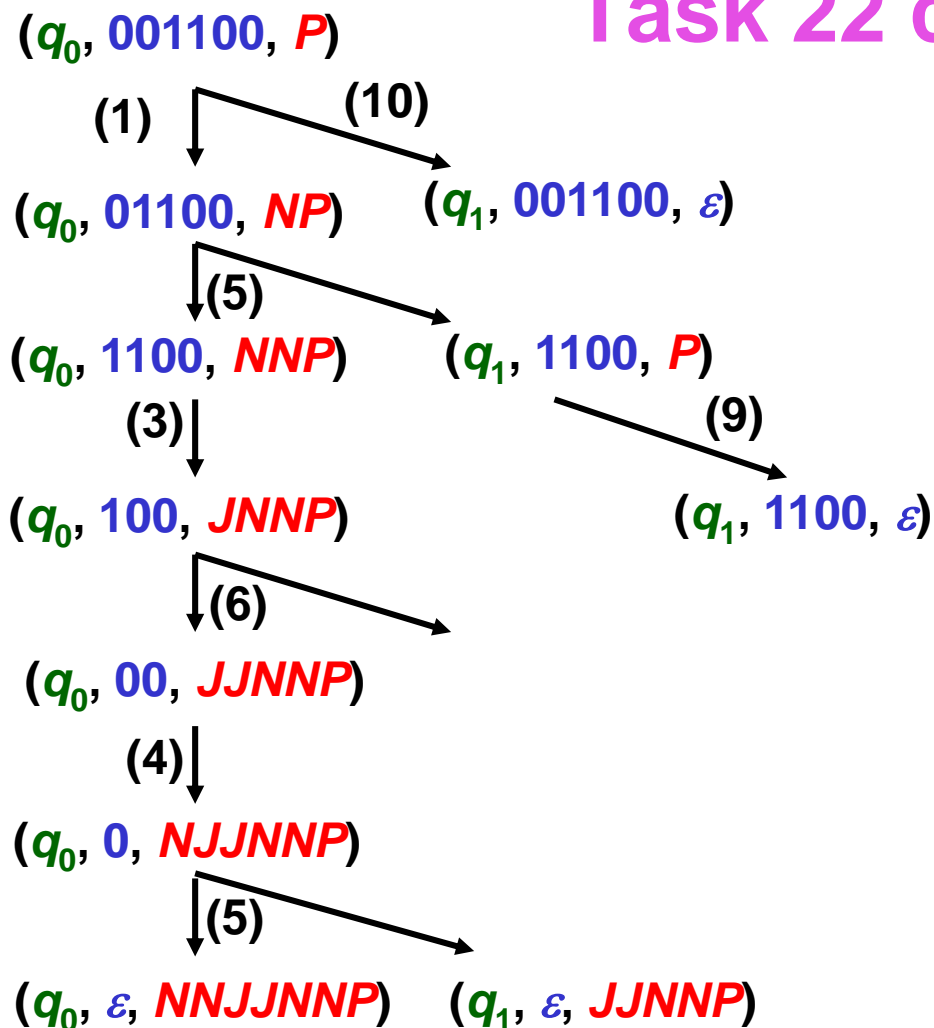 Task 22
(q₀, 001100, P)
(1) (10)
(q₀, 01100, NP) (q₁, 001100, ε)
(5)
(q₀, 1100, NNP) (q₁, 1100, P)
(3) (9)
(q₀, 100, JNNP) (q₁, 1100, ε)
(6)
(q₀, 00, JJNNP)
(4)
(q₀, 0, NJJNNP)
(5)
(q₀, ε, NNJJNNP) (q₁, ε, JJNNP)